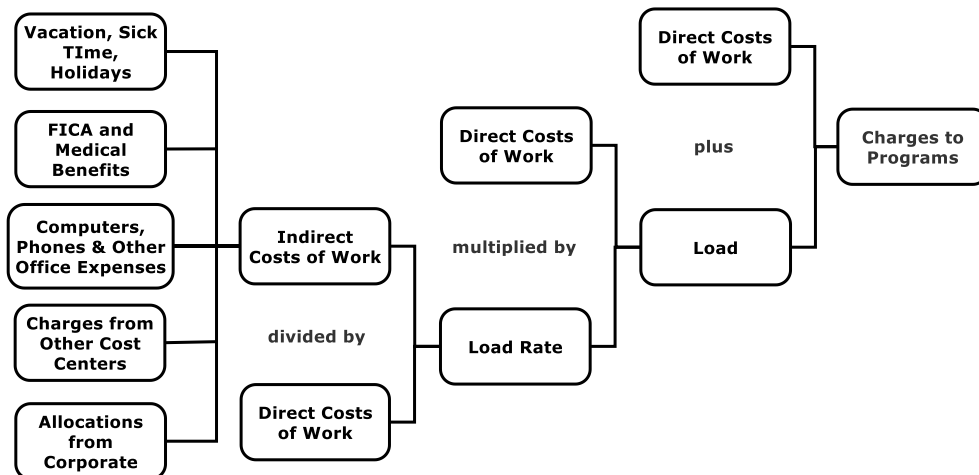 Vacation, Sick
TIme,
Holidays
FICA and
Medical
Benefits
Computers,
Phones & Other
Office Expenses
Charges from
Other Cost
Centers
Allocations
from
Corporate
Indirect
Costs of Work
divided by
Direct Costs
of Work
Direct Costs
of Work
multiplied by
Load Rate
Direct Costs
of Work
plus
Load
Charges to
Programs